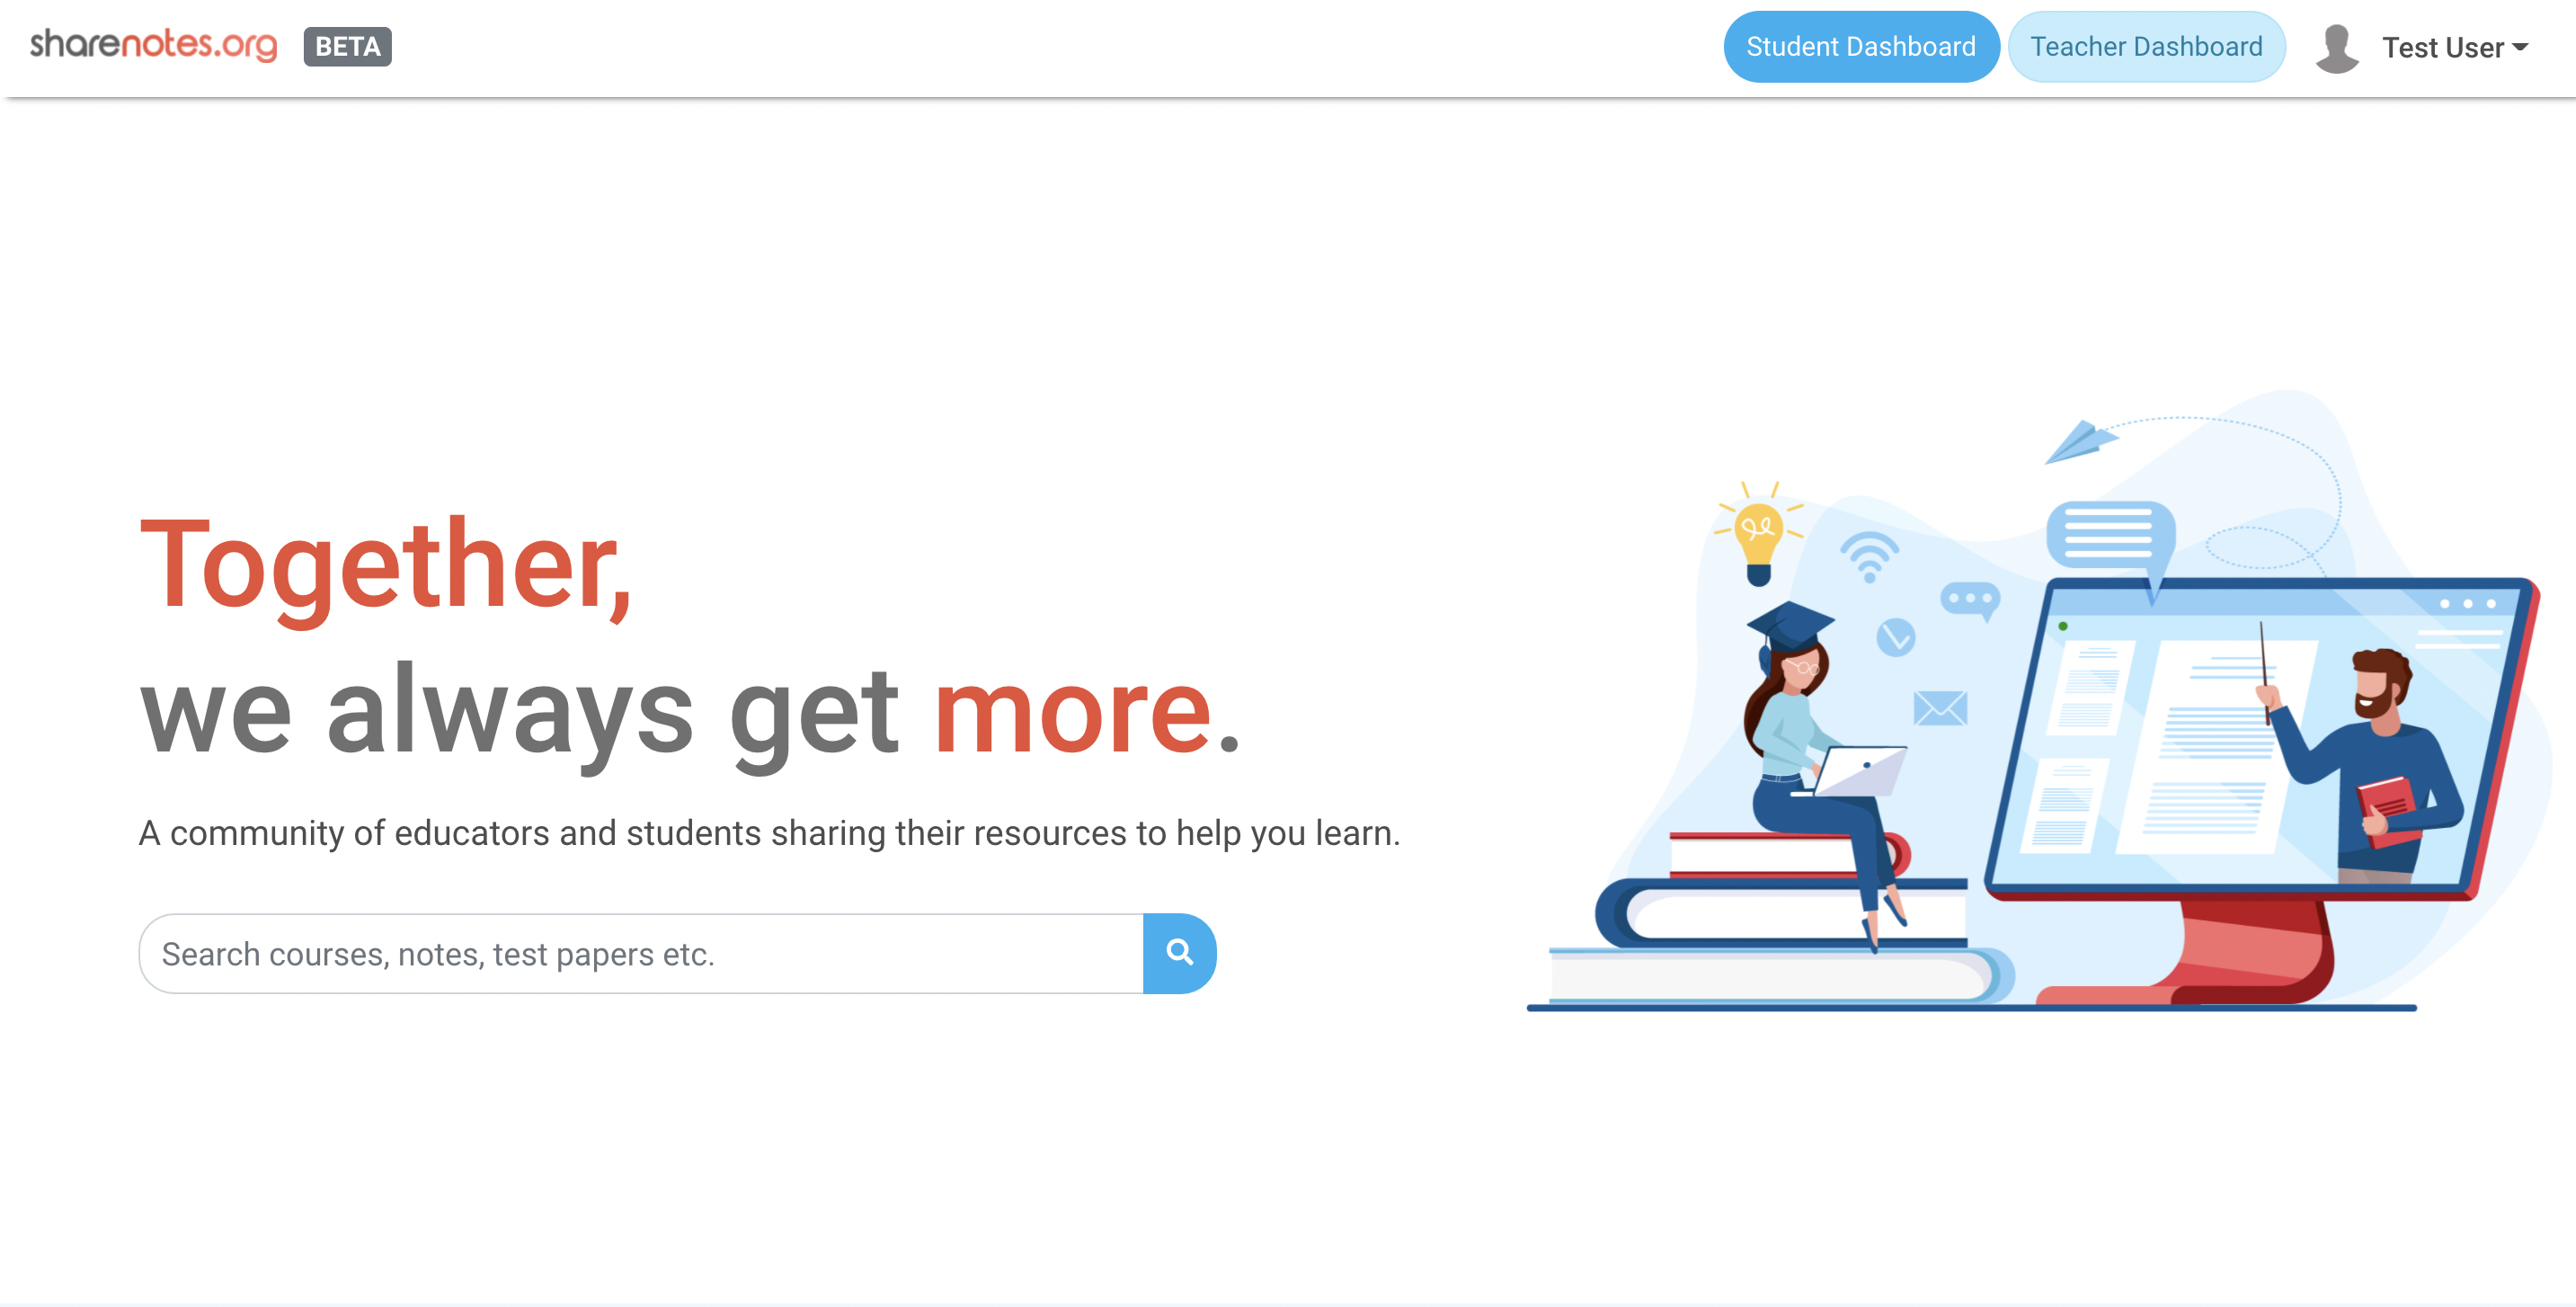 sharenotes.org BETA Student Dashboard Teacher Dashboard Test User
Together,
we always get more.
A community of educators and students sharing their resources to help you learn.
Search courses, notes, test papers etc.